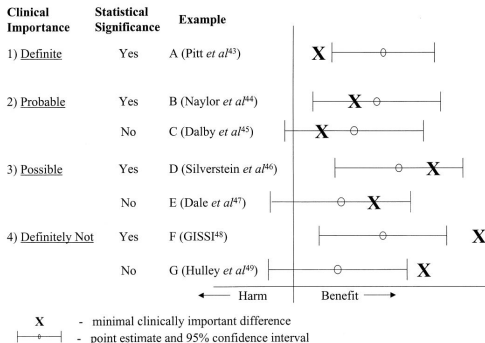 Clinical Statistical
Importance Significance Example
1) Definite Yes A (Pitt et al43) X
2) Probable Yes B (Naylor et al44) X
No C (Dalby et al45) X
3) Possible Yes D (Silverstein et al46) X
No E (Dale et al47) X
4) Definitely Not Yes F (GISSI48) X
No G (Hulley et al49) X
Harm Benefit
X - minimal clinically important difference
- point estimate and 95% confidence interval